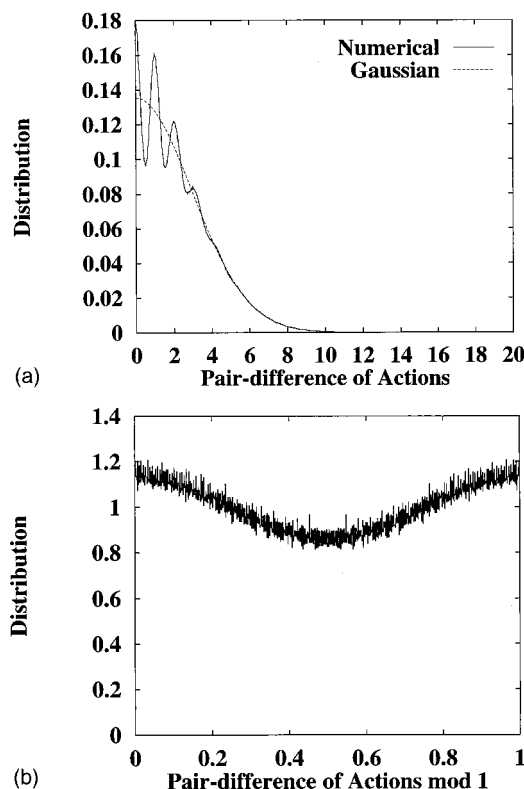 0.18
Numerical
0.16
Gaussian
0.14
0.12
0.1
0.08
0.06
0.04
0.02
0
0 2 4 6 8 10 12 14 16 18 20
Distribution
Pair-difference of Actions
(a)
1.4
1.2
1
0.8
0.6
0.4
0.2
0
0 0.2 0.4 0.6 0.8 1
Distribution
Pair-difference of Actions mod 1
(b)